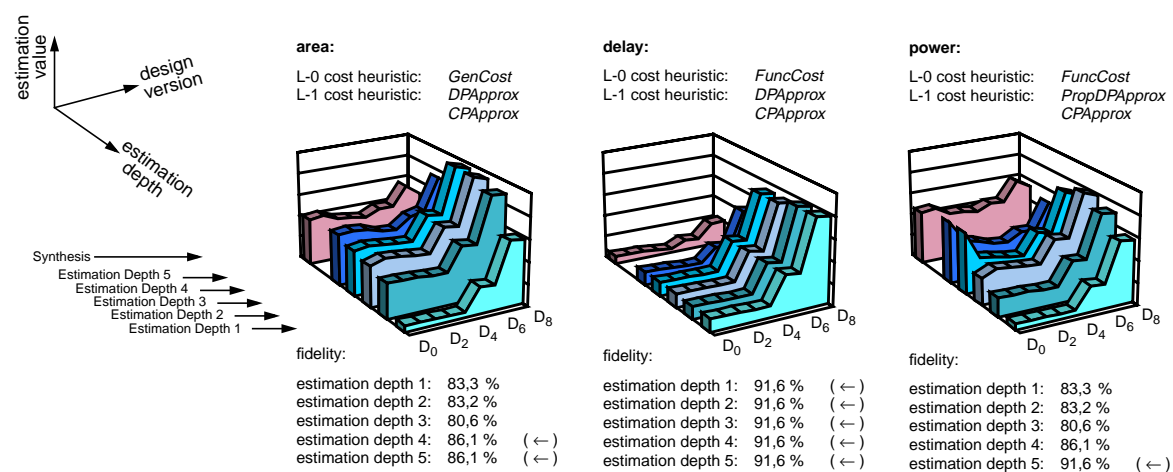 estimation
value
design
version
estimation
depth
Synthesis
Estimation Depth 5
Estimation Depth 4
Estimation Depth 3
Estimation Depth 2
Estimation Depth 1
area:
L-0 cost heuristic: GenCost
L-1 cost heuristic: DPApprox
CPApprox
D0 D2 D4 D6 D8
fidelity:
estimation depth 1: 83,3 %
estimation depth 2: 83,2 %
estimation depth 3: 80,6 %
estimation depth 4: 86,1 % (←)
estimation depth 5: 86,1 % (←)
delay:
L-0 cost heuristic: FuncCost
L-1 cost heuristic: DPApprox
CPApprox
D0 D2 D4 D6 D8
fidelity:
estimation depth 1: 91,6 % (←)
estimation depth 2: 91,6 % (←)
estimation depth 3: 91,6 % (←)
estimation depth 4: 91,6 % (←)
estimation depth 5: 91,6 % (←)
power:
L-0 cost heuristic: FuncCost
L-1 cost heuristic: PropDPApprox
CPApprox
D0 D2 D4 D6 D8
fidelity:
estimation depth 1: 83,3 %
estimation depth 2: 83,2 %
estimation depth 3: 80,6 %
estimation depth 4: 86,1 %
estimation depth 5: 91,6 % (←)